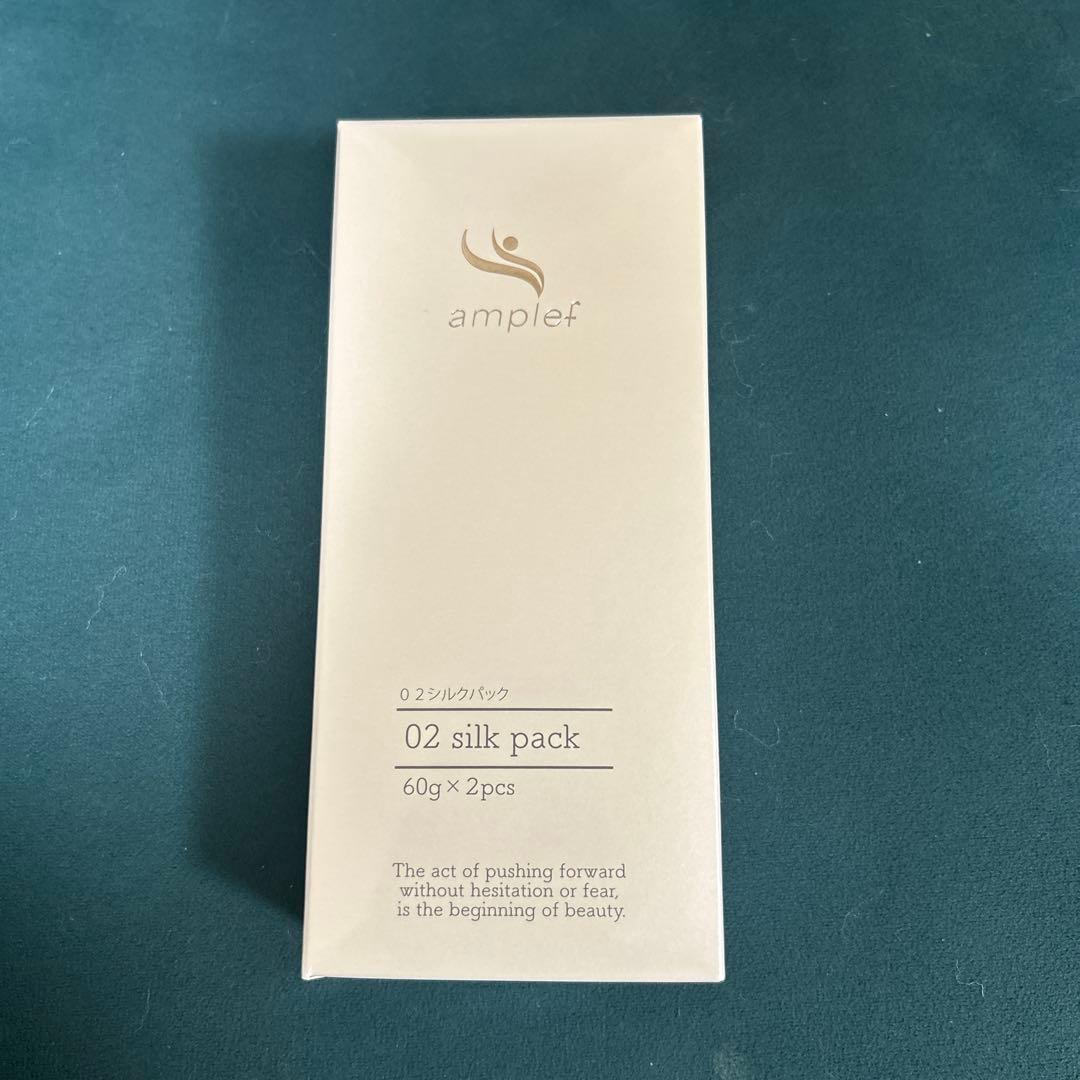 amplef
０２シルクパック
02 silk pack
60g×2pcs
The act of pushing forward
without hesitation or fear,
is the beginning of beauty.